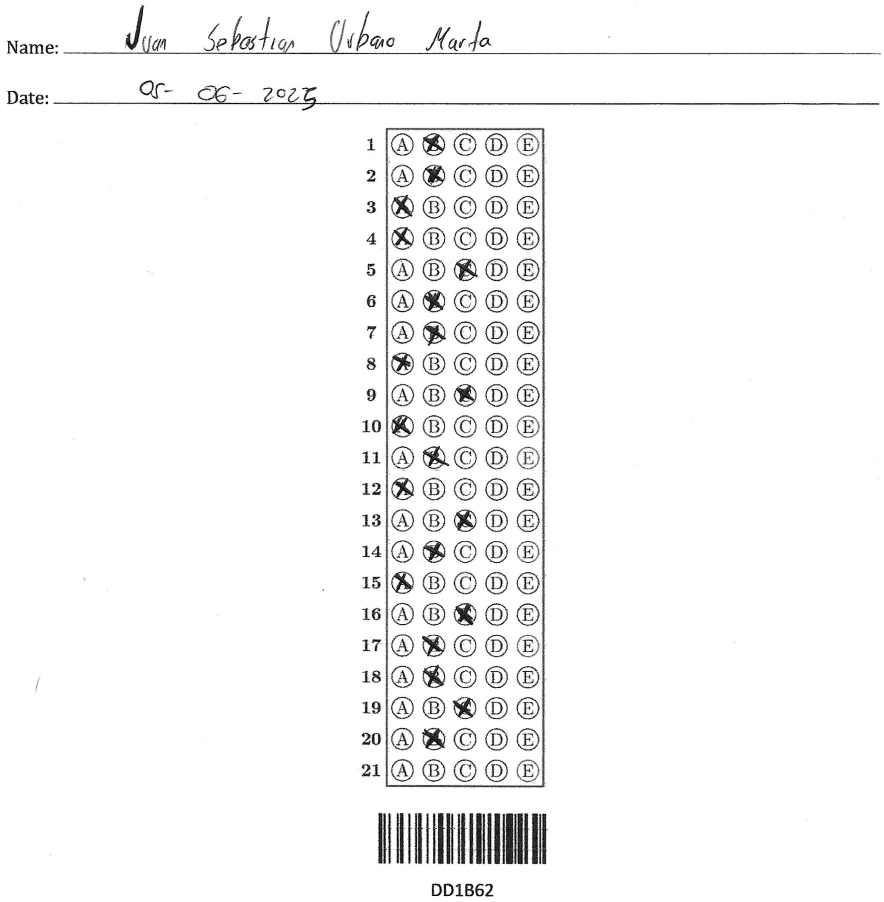 Name: Juan Sebastian Urbano Marta
Date: 05- 06- 2025
1 A B C D E
2 A B C D E
3 A B C D E
4 A B C D E
5 A B C D E
6 A B C D E
7 A B C D E
8 A B C D E
9 A B C D E
10 A B C D E
11 A B C D E
12 A B C D E
13 A B C D E
14 A B C D E
15 A B C D E
16 A B C D E
17 A B C D E
18 A B C D E
19 A B C D E
20 A B C D E
21 A B C D E
DD1B62